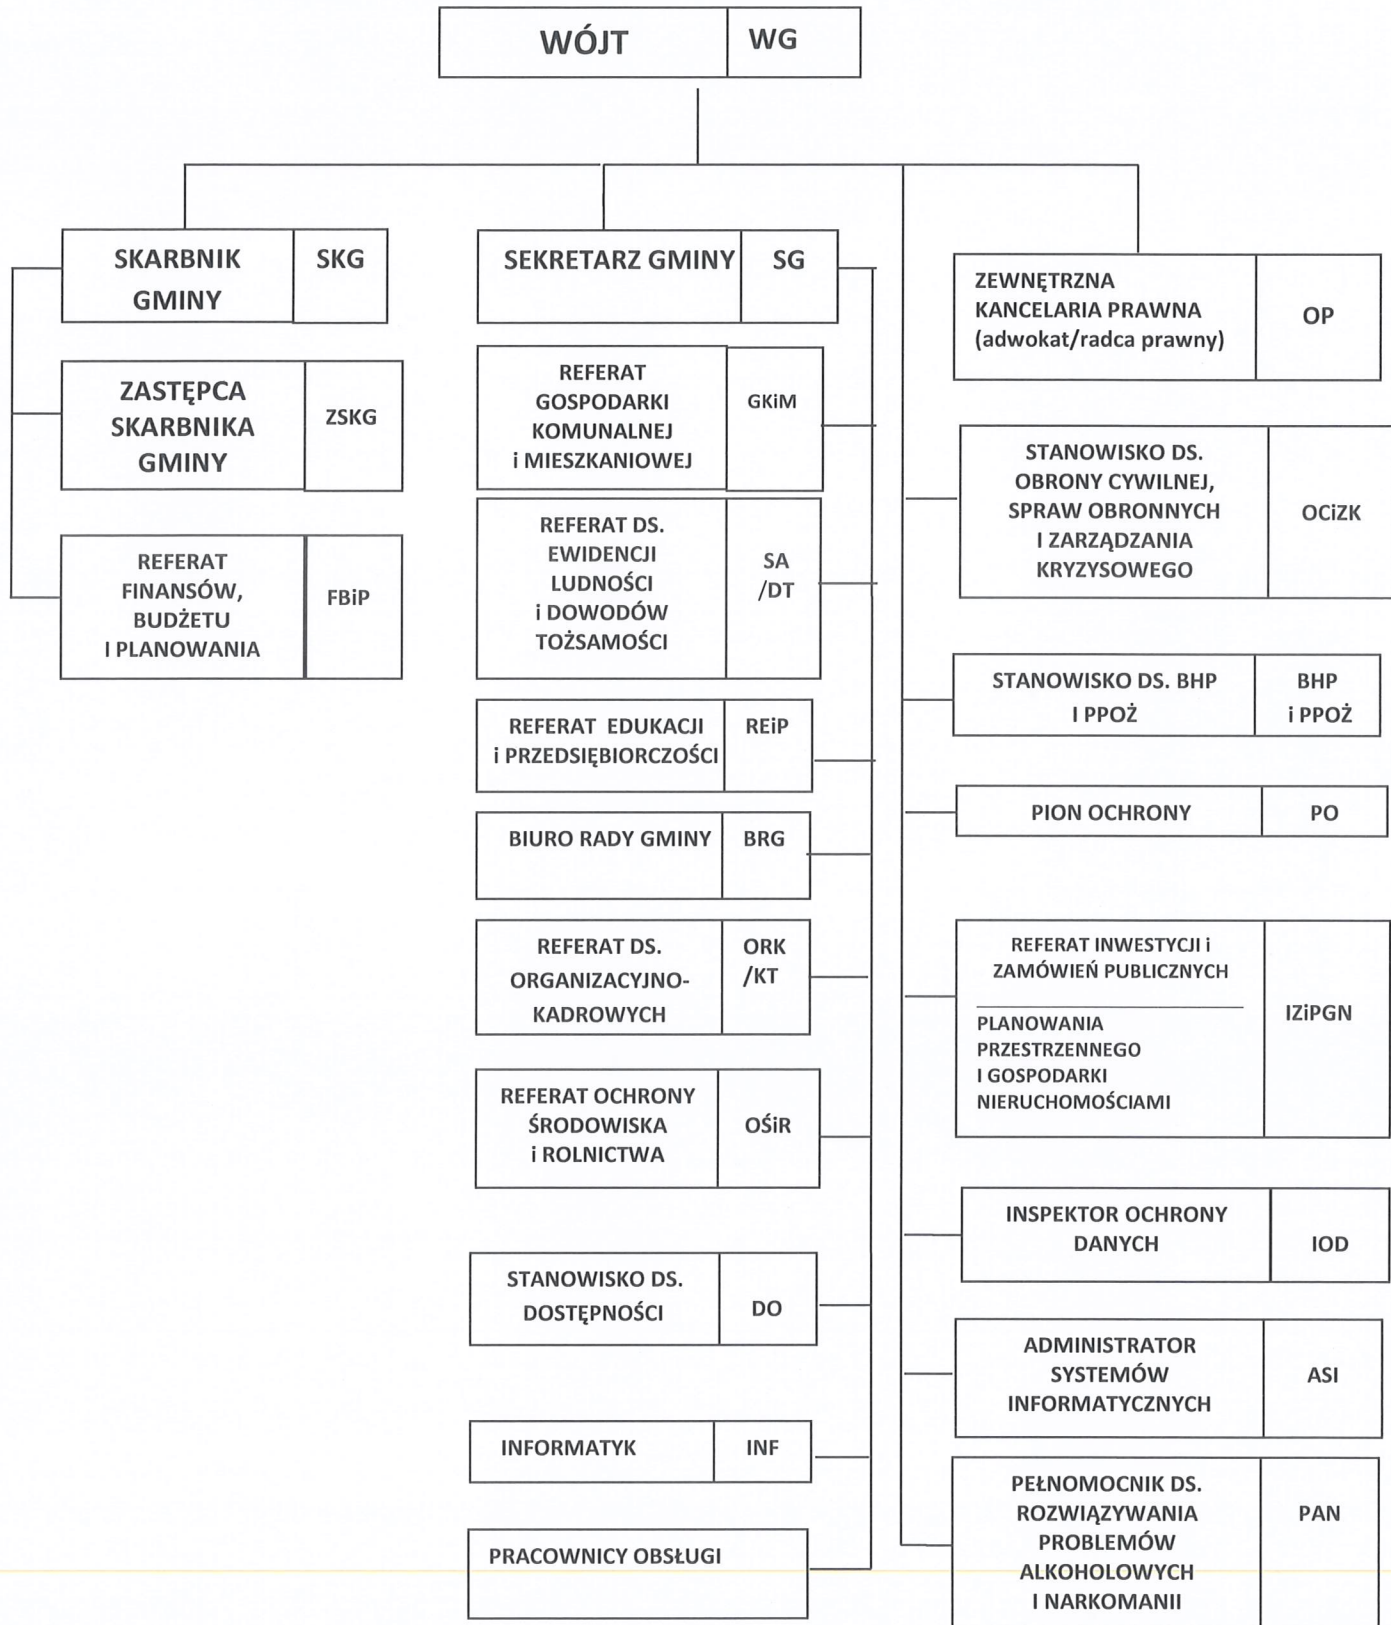 WÓJT
WG
SKARBNIK
GMINY
SKG
ZASTĘPCA
SKARBNIKA
GMINY
ZSKG
REFERAT
FINANSÓW,
BUDŻETU
I PLANOWANIA
FBiP
SEKRETARZ GMINY
SG
REFERAT
GOSPODARKI
KOMUNALNEJ
i MIESZKANIOWEJ
GKiM
REFERAT DS.
EWIDENCJI
LUDNOŚCI
i DOWODÓW
TOŻSAMOŚCI
SA
/DT
REFERAT EDUKACJI
i PRZEDSIĘBIORCZOŚCI
REiP
BIURO RADY GMINY
BRG
REFERAT DS.
ORGANIZACYJNO-
KADROWYCH
ORK
/KT
REFERAT OCHRONY
ŚRODOWISKA
i ROLNICTWA
OŚiR
STANOWISKO DS.
DOSTĘPNOŚCI
DO
INFORMATYK
INF
PRACOWNICY OBSŁUGI
ZEWNĘTRZNA
KANCELARIA PRAWNA
(adwokat/radca prawny)
OP
STANOWISKO DS.
OBRONY CYWILNEJ,
SPRAW OBRONNYCH
I ZARZĄDZANIA
KRYZYSOWEGO
OCiZK
STANOWISKO DS. BHP
I PPOŻ
BHP
i PPOŻ
PION OCHRONY
PO
REFERAT INWESTYCJI i
ZAMÓWIEŃ PUBLICZNYCH
PLANOWANIA
PRZESTRZENNEGO
I GOSPODARKI
NIERUCHOMOŚCIAMI
IZiPGN
INSPEKTOR OCHRONY
DANYCH
IOD
ADMINISTRATOR
SYSTEMÓW
INFORMATYCZNYCH
ASI
PEŁNOMOCNIK DS.
ROZWIĄZYWANIA
PROBLEMÓW
ALKOHOLOWYCH
I NARKOMANII
PAN